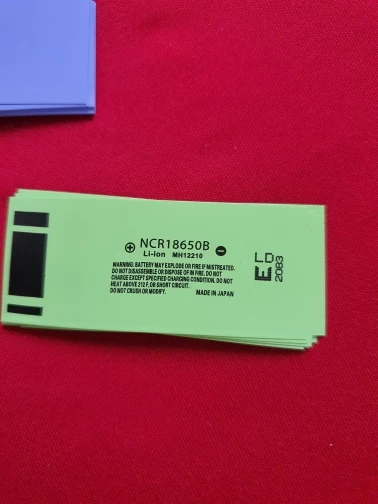 ⊕ NCR18650B ⊖
Li-ion MH12210
WARNING: BATTERY MAY EXPLODE OR FIRE IF MISTREATED.
DO NOT DISASSEMBLE OR DISPOSE OF IN FIRE. DO NOT
CHARGE EXCEPT SPECIFIED CHARGING CONDITION. DO NOT
HEAT ABOVE 212 F, OR SHORT CIRCUIT.
DO NOT CRUSH OR MODIFY. MADE IN JAPAN
LD
E
2083